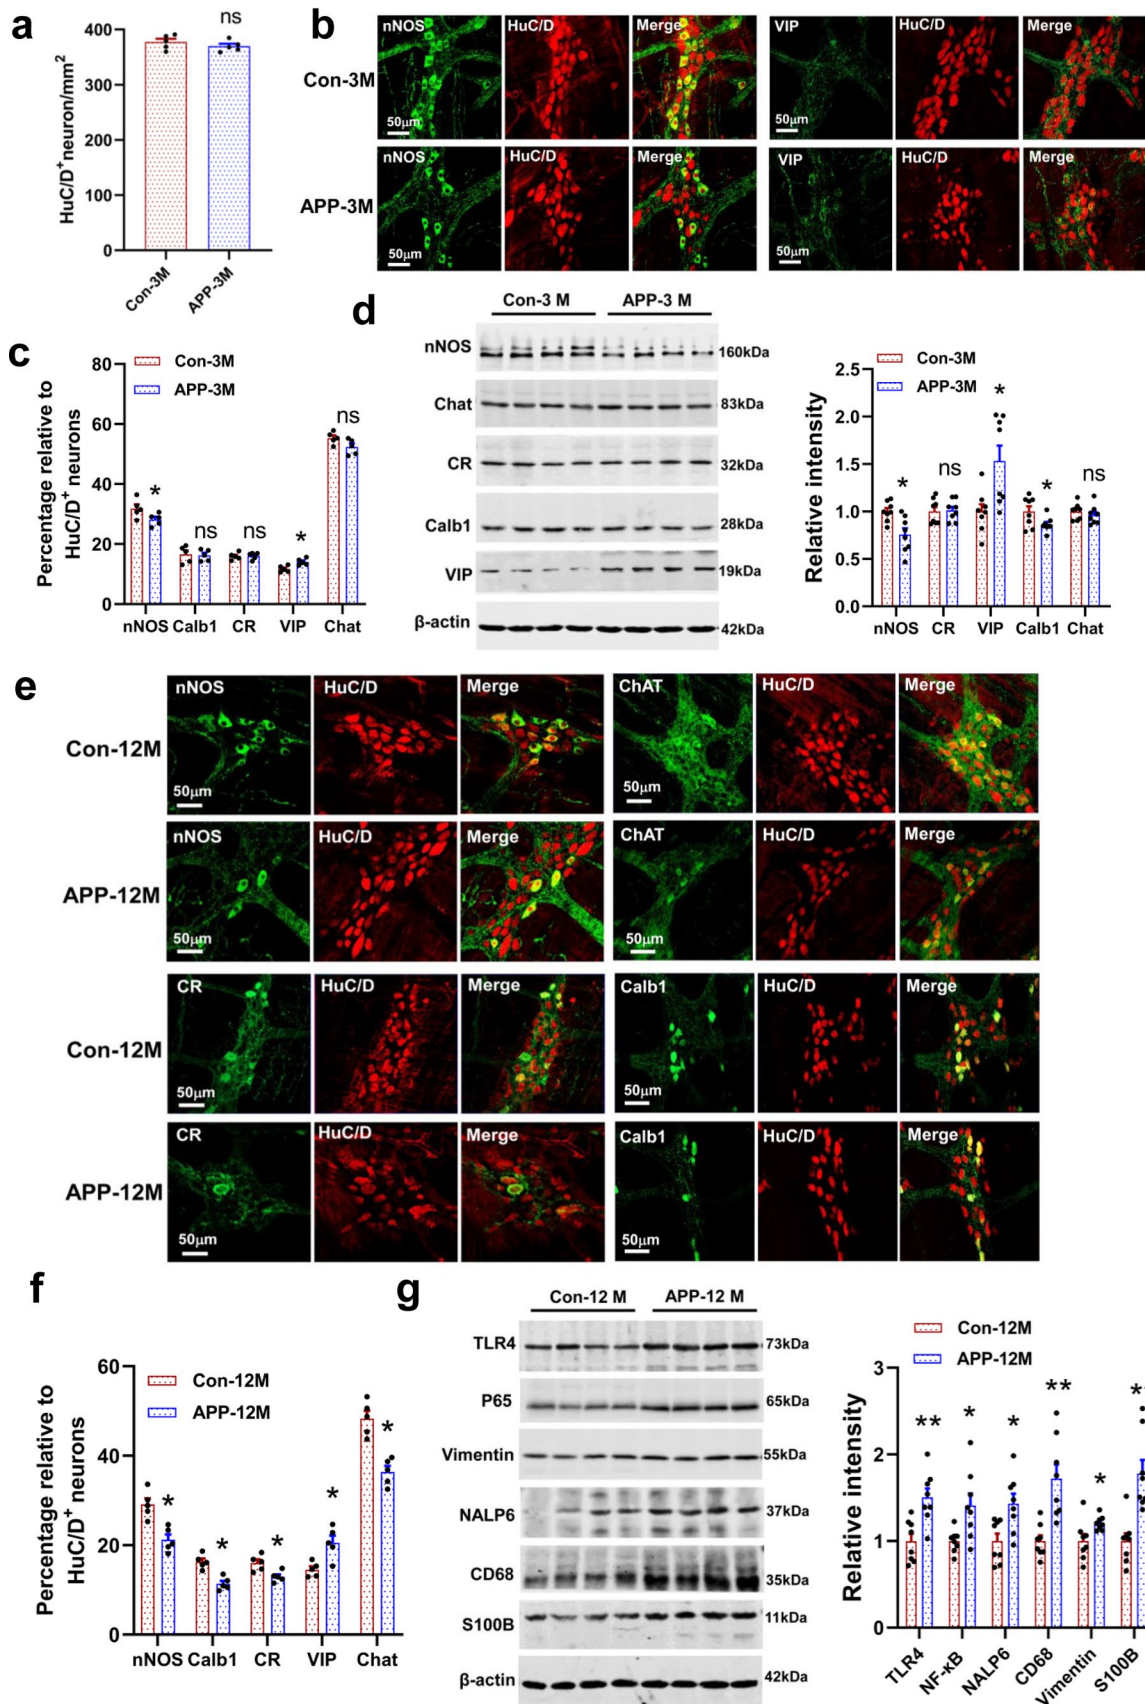 a
ns
400
300
200
100
0
HuC/D+neuron/mm2
Con-3M
APP-3M
b
nNOS HuC/D Merge VIP HuC/D Merge
Con-3M
50μm 50μm
nNOS HuC/D Merge VIP HuC/D Merge
APP-3M
50μm 50μm
c
Con-3M
APP-3M
80
60
40
20
0
Percentage relative to
HuC/D+ neurons
* ns ns * ns
nNOS Calb1 CR VIP Chat
d
Con-3 M APP-3 M
nNOS 160kDa
Chat 83kDa
CR 32kDa
Calb1 28kDa
VIP 19kDa
β-actin 42kDa
Con-3M
APP-3M
2.5
2.0
1.5
1.0
0.5
0.0
Relative intensity
* ns * * ns
nNOS CR VIP Calb1 Chat
e
nNOS HuC/D Merge ChAT HuC/D Merge
Con-12M
50μm 50μm
nNOS HuC/D Merge ChAT HuC/D Merge
APP-12M
50μm 50μm
CR HuC/D Merge Calb1 HuC/D Merge
Con-12M
50μm 50μm
CR HuC/D Merge Calb1 HuC/D Merge
APP-12M
50μm 50μm
f
Con-12M
APP-12M
60
40
20
0
Percentage relative to
HuC/D+ neurons
* * * * *
nNOS Calb1 CR VIP Chat
g
Con-12 M APP-12 M
TLR4 73kDa
P65 65kDa
Vimentin 55kDa
NALP6 37kDa
CD68 35kDa
S100B 11kDa
β-actin 42kDa
Con-12M
APP-12M
3
2
1
0
Relative intensity
** * * ** * **
TLR4
NF-κB
NALP6
CD68
Vimentin
S100B